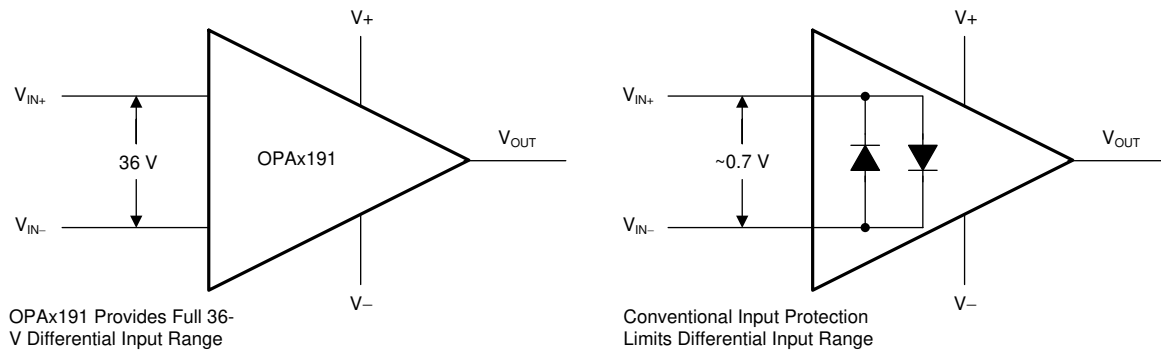 V+
VIN+
36 V
OPAx191
VOUT
VIN–
V–
OPAx191 Provides Full 36-
V Differential Input Range
V+
VIN+
~0.7 V
VOUT
VIN–
V–
Conventional Input Protection
Limits Differential Input Range